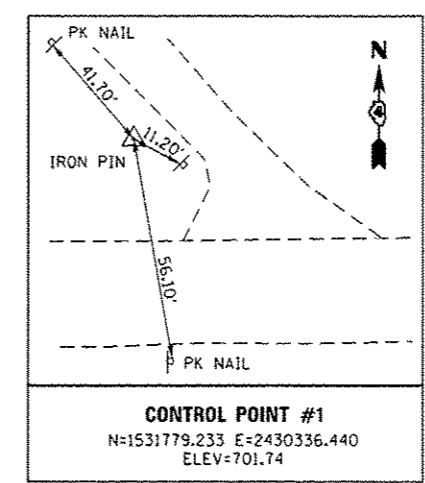 PK NAIL
N
41.70'
11.20'
4
IRON PIN
56.10'
PK NAIL
CONTROL POINT #1
N=1531779.233 E=2430336.440
ELEV=701.74